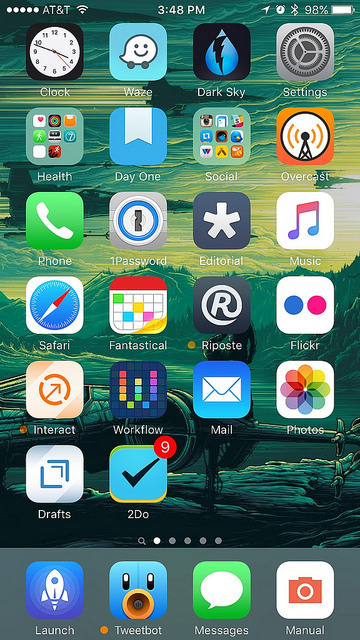 AT&T 3:48 PM 98%
Clock Waze Dark Sky Settings
Health Day One Social Overcast
Phone 1Password Editorial Music
Safari Fantastical Riposte Flickr
Interact Workflow Mail Photos
9
Drafts 2Do
Launch Tweetbot Messages Manual